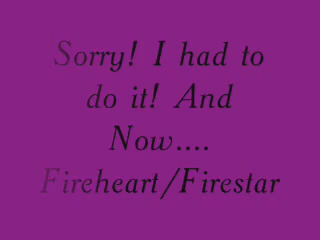 Sorry! I had to
do it! And
Now....
Fireheart/Firestar